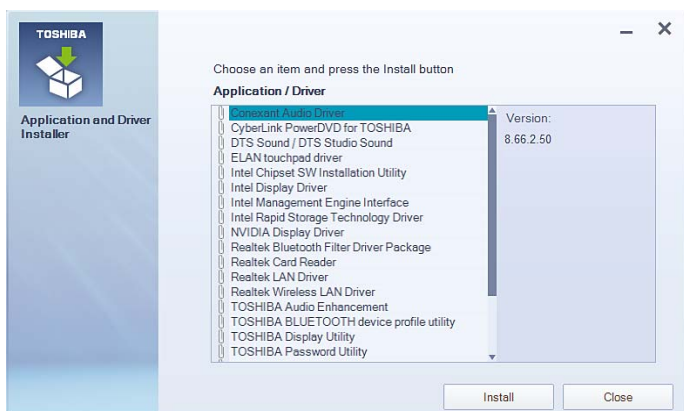 TOSHIBA
Application and Driver
Installer
Choose an item and press the Install button
Application / Driver
Conexant Audio Driver
CyberLink PowerDVD for TOSHIBA
DTS Sound / DTS Studio Sound
ELAN touchpad driver
Intel Chipset SW Installation Utility
Intel Display Driver
Intel Management Engine Interface
Intel Rapid Storage Technology Driver
NVIDIA Display Driver
Realtek Bluetooth Filter Driver Package
Realtek Card Reader
Realtek LAN Driver
Realtek Wireless LAN Driver
TOSHIBA Audio Enhancement
TOSHIBA BLUETOOTH device profile utility
TOSHIBA Display Utility
TOSHIBA Password Utility
Version:
8.66.2.50
Install
Close